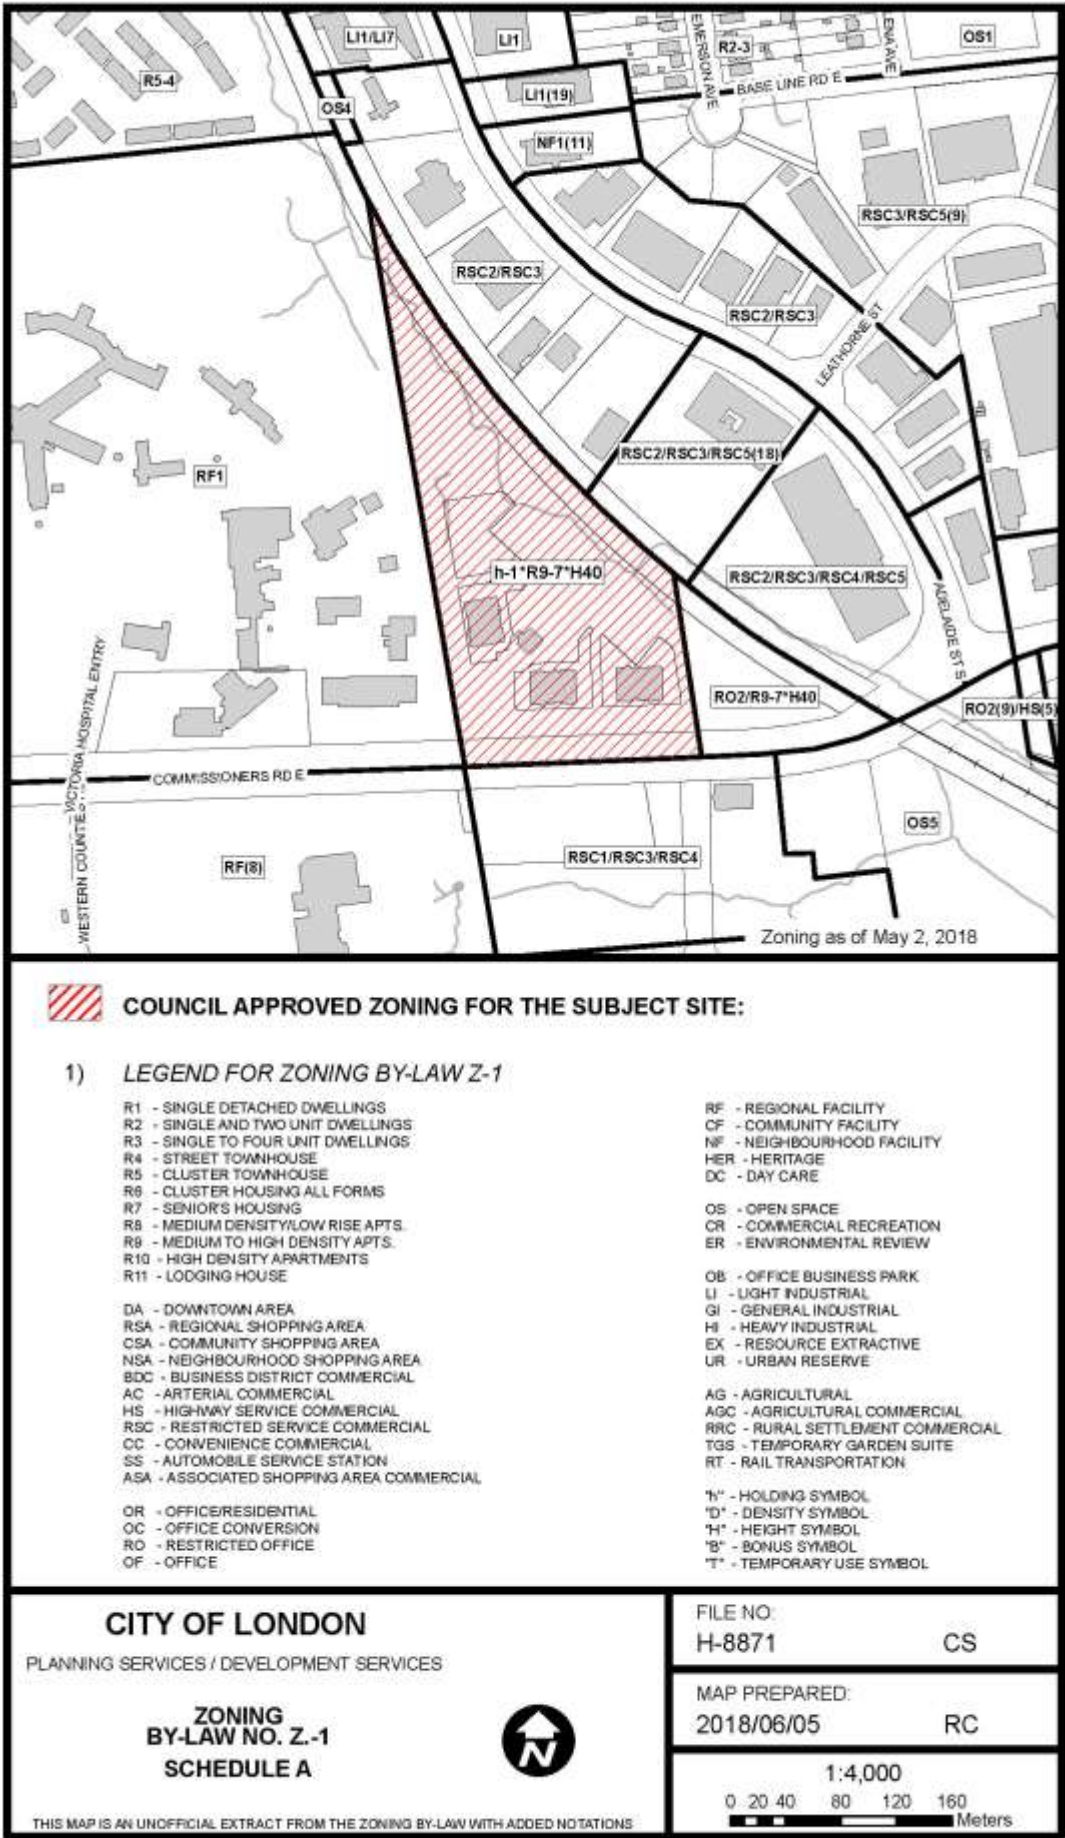 LI1/LI7
LI1
EMERSON AVE
R2-3
LENA AVE
OS1
R5-4
BASE LINE RD E
OS4
LI1(19)
NF1(11)
RSC3/RSC5(9)
RSC2/RSC3
RSC2/RSC3
LEATHORNE ST
RSC2/RSC3/RSC5(18)
RF1
h-1*R9-7*H40
RSC2/RSC3/RSC4/RSC5
ADELAIDE ST S
RO2/R9-7*H40
RO2(9)/HS(5)
VICTORIA HOSPITAL ENTRY
WESTERN COUNTIES
COMMISSIONERS RD E
OS5
RSC1/RSC3/RSC4
RF(8)
Zoning as of May 2, 2018
COUNCIL APPROVED ZONING FOR THE SUBJECT SITE:
1) LEGEND FOR ZONING BY-LAW Z-1
R1 - SINGLE DETACHED DWELLINGS
R2 - SINGLE AND TWO UNIT DWELLINGS
R3 - SINGLE TO FOUR UNIT DWELLINGS
R4 - STREET TOWNHOUSE
R5 - CLUSTER TOWNHOUSE
R6 - CLUSTER HOUSING ALL FORMS
R7 - SENIOR'S HOUSING
R8 - MEDIUM DENSITY/LOW RISE APTS.
R9 - MEDIUM TO HIGH DENSITY APTS.
R10 - HIGH DENSITY APARTMENTS
R11 - LODGING HOUSE
DA - DOWNTOWN AREA
RSA - REGIONAL SHOPPING AREA
CSA - COMMUNITY SHOPPING AREA
NSA - NEIGHBOURHOOD SHOPPING AREA
BDC - BUSINESS DISTRICT COMMERCIAL
AC - ARTERIAL COMMERCIAL
HS - HIGHWAY SERVICE COMMERCIAL
RSC - RESTRICTED SERVICE COMMERCIAL
CC - CONVENIENCE COMMERCIAL
SS - AUTOMOBILE SERVICE STATION
ASA - ASSOCIATED SHOPPING AREA COMMERCIAL
OR - OFFICE/RESIDENTIAL
OC - OFFICE CONVERSION
RO - RESTRICTED OFFICE
OF - OFFICE
RF - REGIONAL FACILITY
CF - COMMUNITY FACILITY
NF - NEIGHBOURHOOD FACILITY
HER - HERITAGE
DC - DAY CARE
OS - OPEN SPACE
CR - COMMERCIAL RECREATION
ER - ENVIRONMENTAL REVIEW
OB - OFFICE BUSINESS PARK
LI - LIGHT INDUSTRIAL
GI - GENERAL INDUSTRIAL
HI - HEAVY INDUSTRIAL
EX - RESOURCE EXTRACTIVE
UR - URBAN RESERVE
AG - AGRICULTURAL
AGC - AGRICULTURAL COMMERCIAL
RRC - RURAL SETTLEMENT COMMERCIAL
TGS - TEMPORARY GARDEN SUITE
RT - RAIL TRANSPORTATION
"h" - HOLDING SYMBOL
"D" - DENSITY SYMBOL
"H" - HEIGHT SYMBOL
"B" - BONUS SYMBOL
"T" - TEMPORARY USE SYMBOL
CITY OF LONDON
PLANNING SERVICES / DEVELOPMENT SERVICES
ZONING
BY-LAW NO. Z.-1
SCHEDULE A
N
THIS MAP IS AN UNOFFICIAL EXTRACT FROM THE ZONING BY-LAW WITH ADDED NOTATIONS
FILE NO:
H-8871 CS
MAP PREPARED:
2018/06/05 RC
1:4,000
0 20 40 80 120 160
Meters